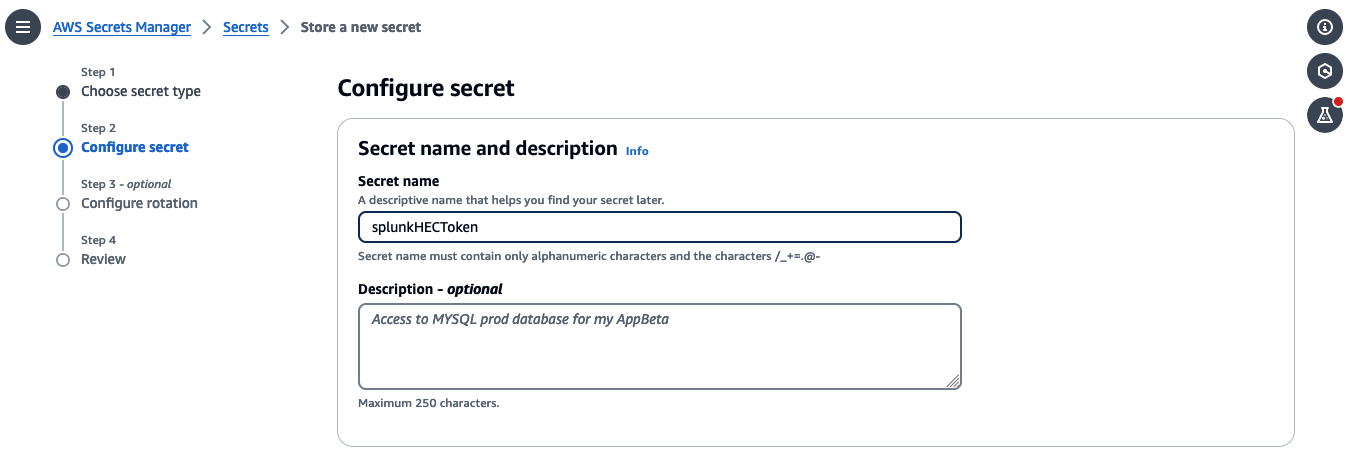 AWS Secrets Manager > Secrets > Store a new secret
Step 1
Choose secret type
Step 2
Configure secret
Step 3 - optional
Configure rotation
Step 4
Review
Configure secret
Secret name and description Info
Secret name
A descriptive name that helps you find your secret later.
splunkHECToken
Secret name must contain only alphanumeric characters and the characters /_+=.@-
Description - optional
Access to MYSQL prod database for my AppBeta
Maximum 250 characters.